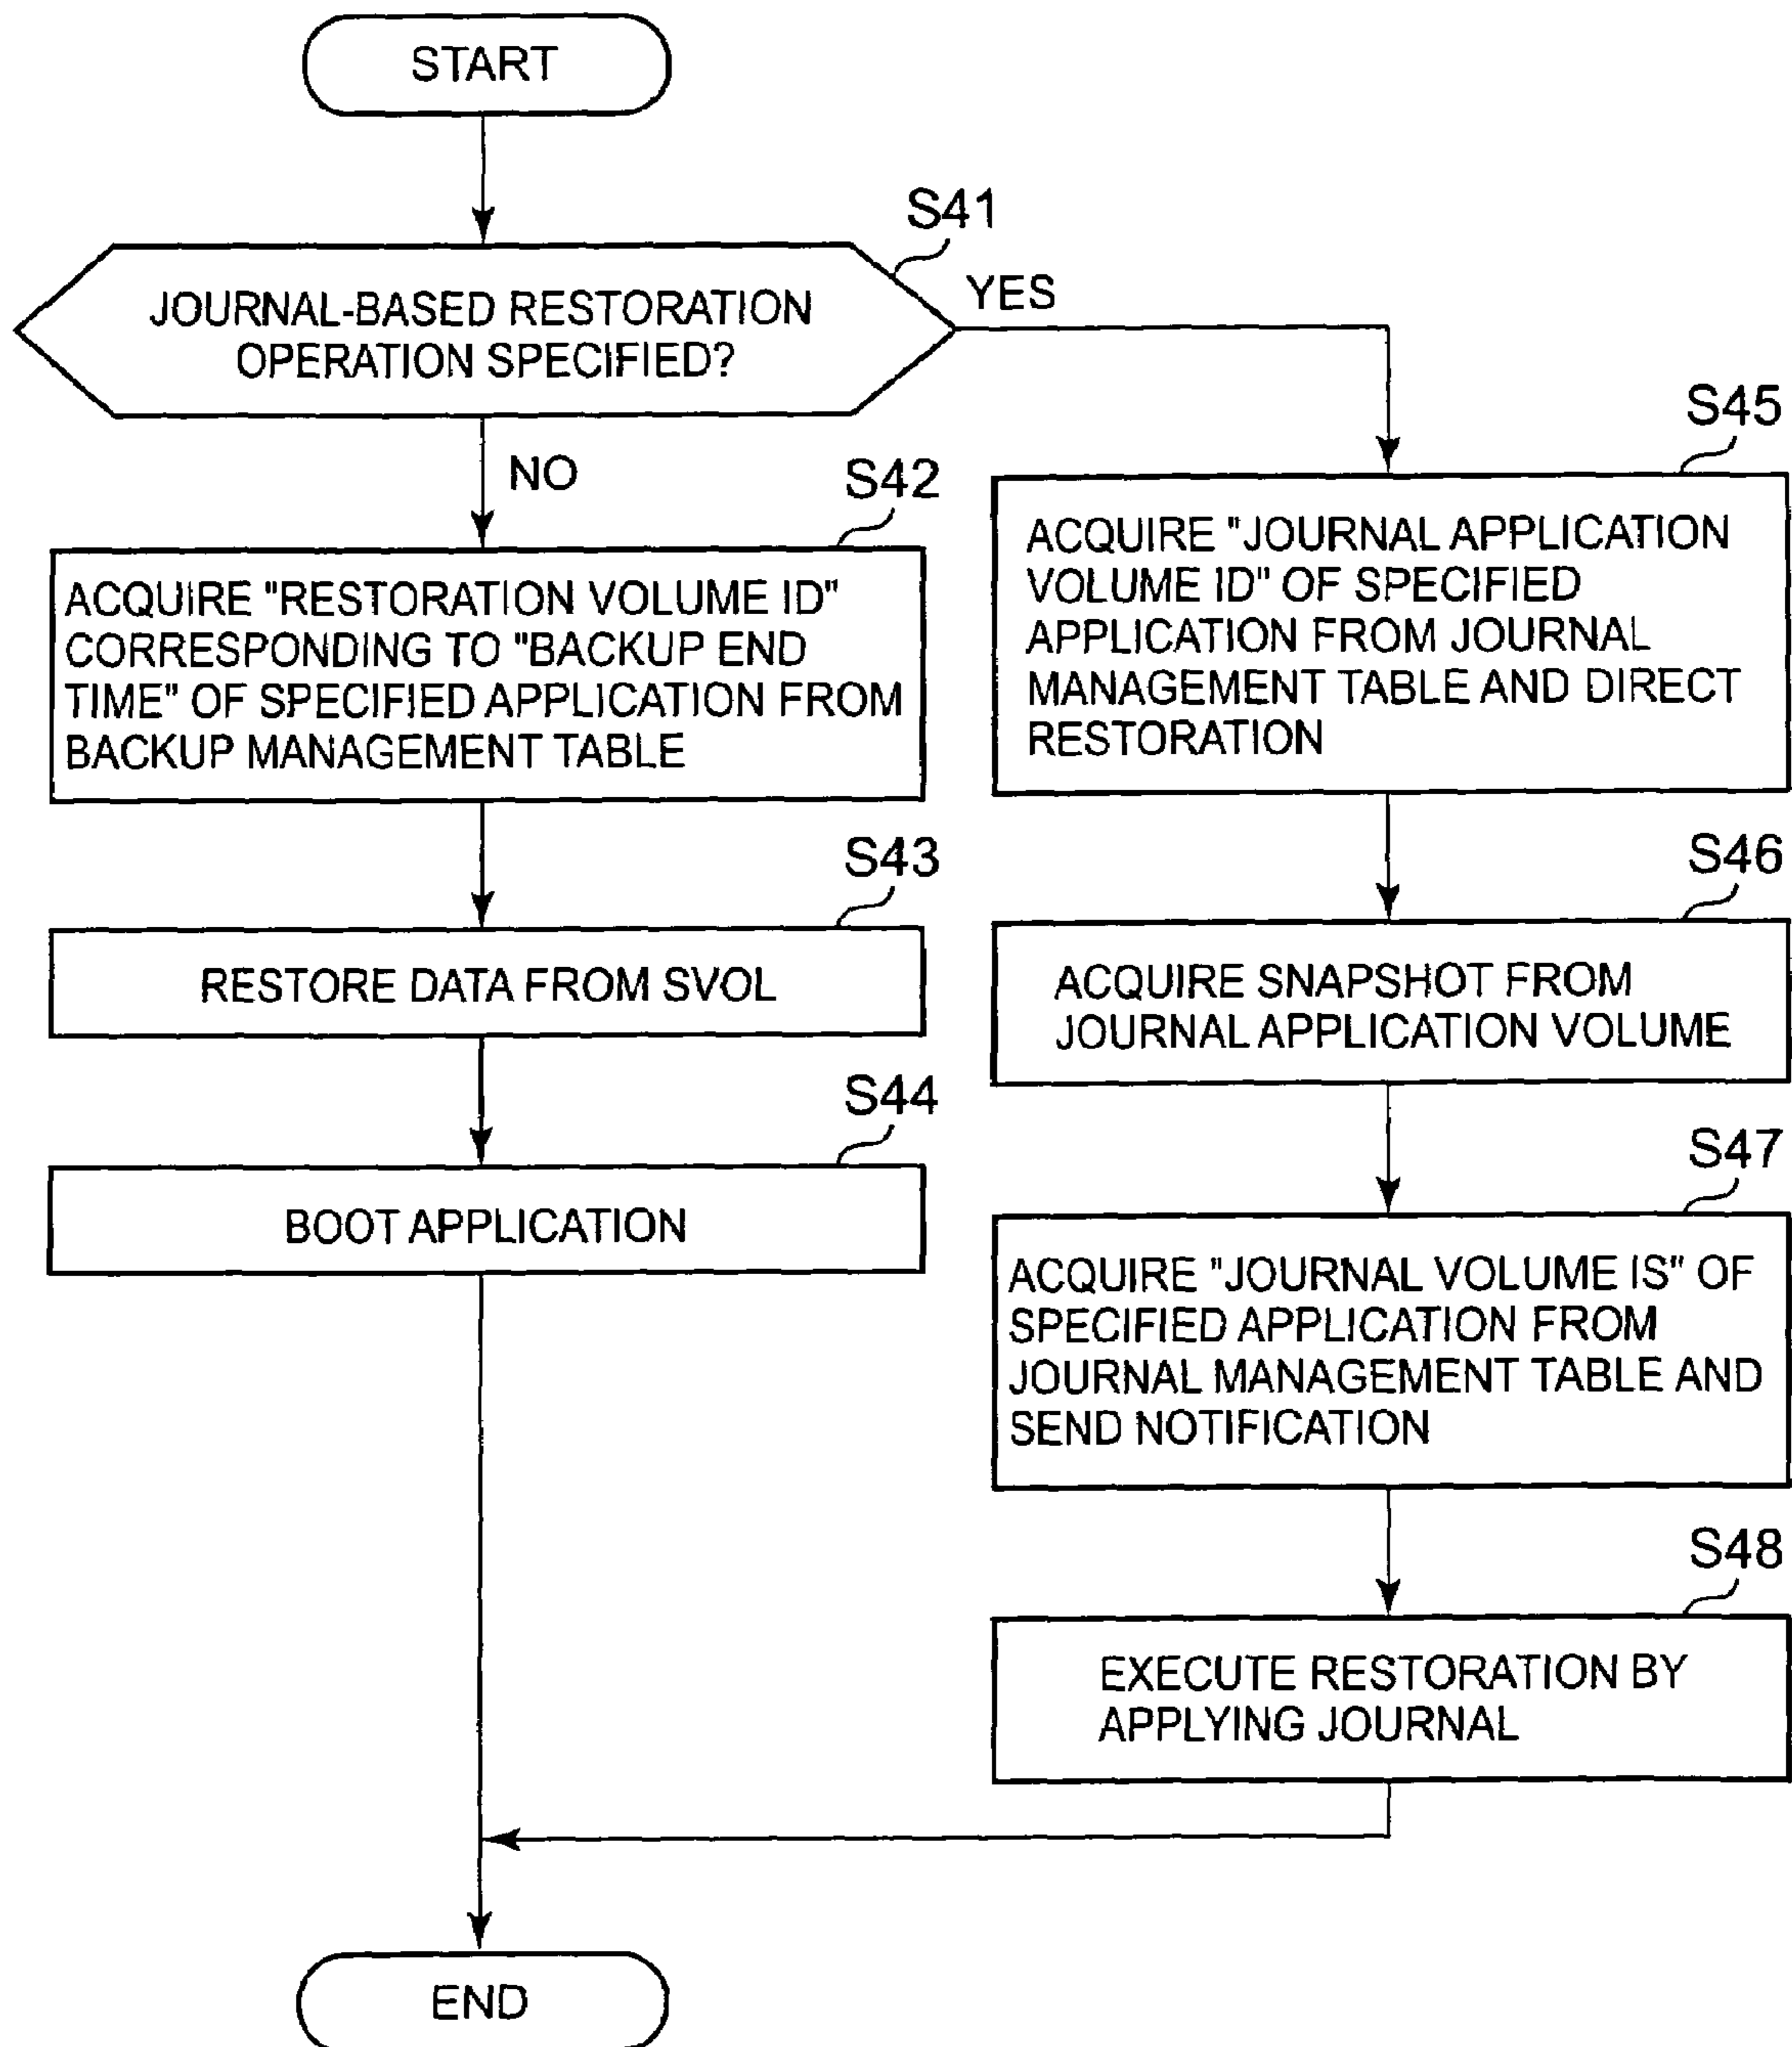 START
S41
JOURNAL-BASED RESTORATION
OPERATION SPECIFIED?
YES
NO
S42
ACQUIRE "RESTORATION VOLUME ID"
CORRESPONDING TO "BACKUP END
TIME" OF SPECIFIED APPLICATION FROM
BACKUP MANAGEMENT TABLE
S43
RESTORE DATA FROM SVOL
S44
BOOT APPLICATION
S45
ACQUIRE "JOURNAL APPLICATION
VOLUME ID" OF SPECIFIED
APPLICATION FROM JOURNAL
MANAGEMENT TABLE AND DIRECT
RESTORATION
S46
ACQUIRE SNAPSHOT FROM
JOURNAL APPLICATION VOLUME
S47
ACQUIRE "JOURNAL VOLUME IS" OF
SPECIFIED APPLICATION FROM
JOURNAL MANAGEMENT TABLE AND
SEND NOTIFICATION
S48
EXECUTE RESTORATION BY
APPLYING JOURNAL
END